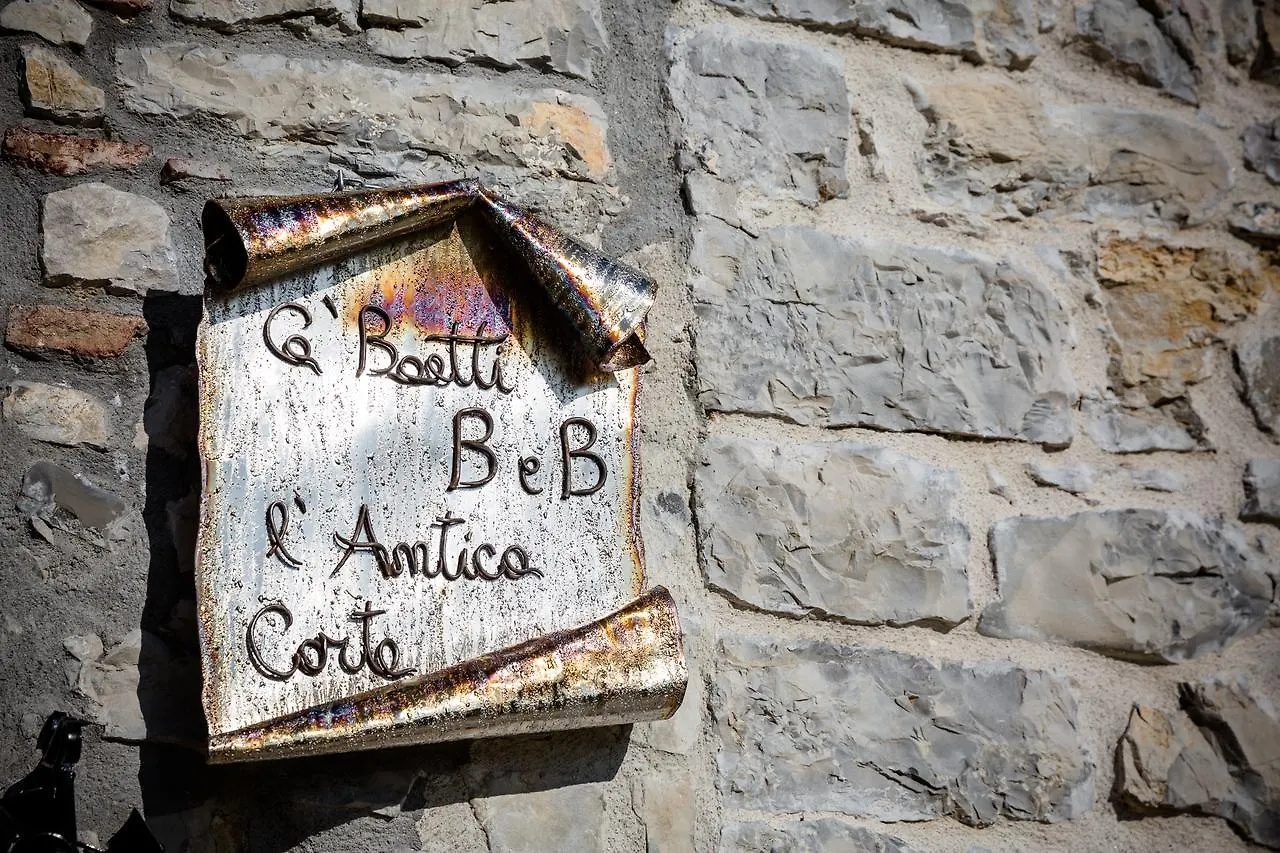 Ca' Boetti
B e B
l' Antica
Corte